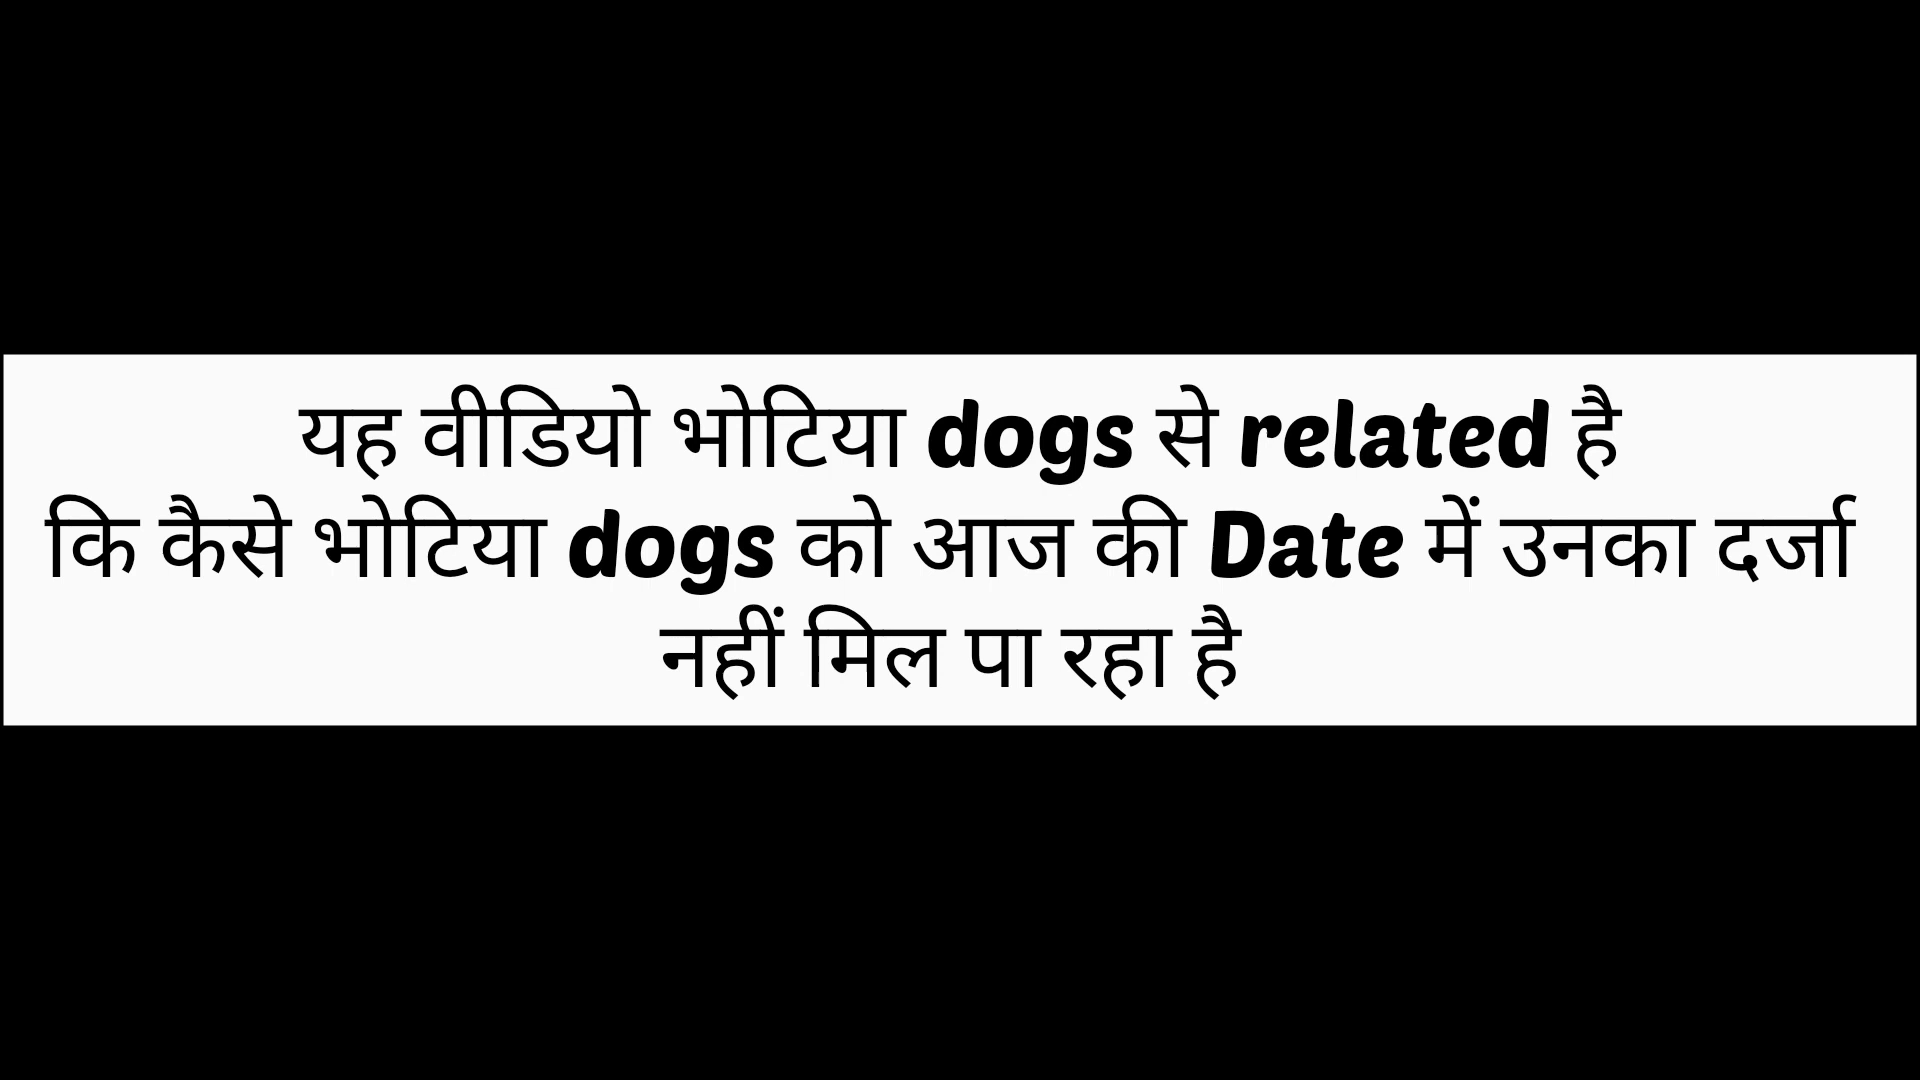 यह वीडियो भोटिया dogs से related है
कि कैसे भोटिया dogs को आज की Date में उनका दर्जा
नहीं मिल पा रहा है